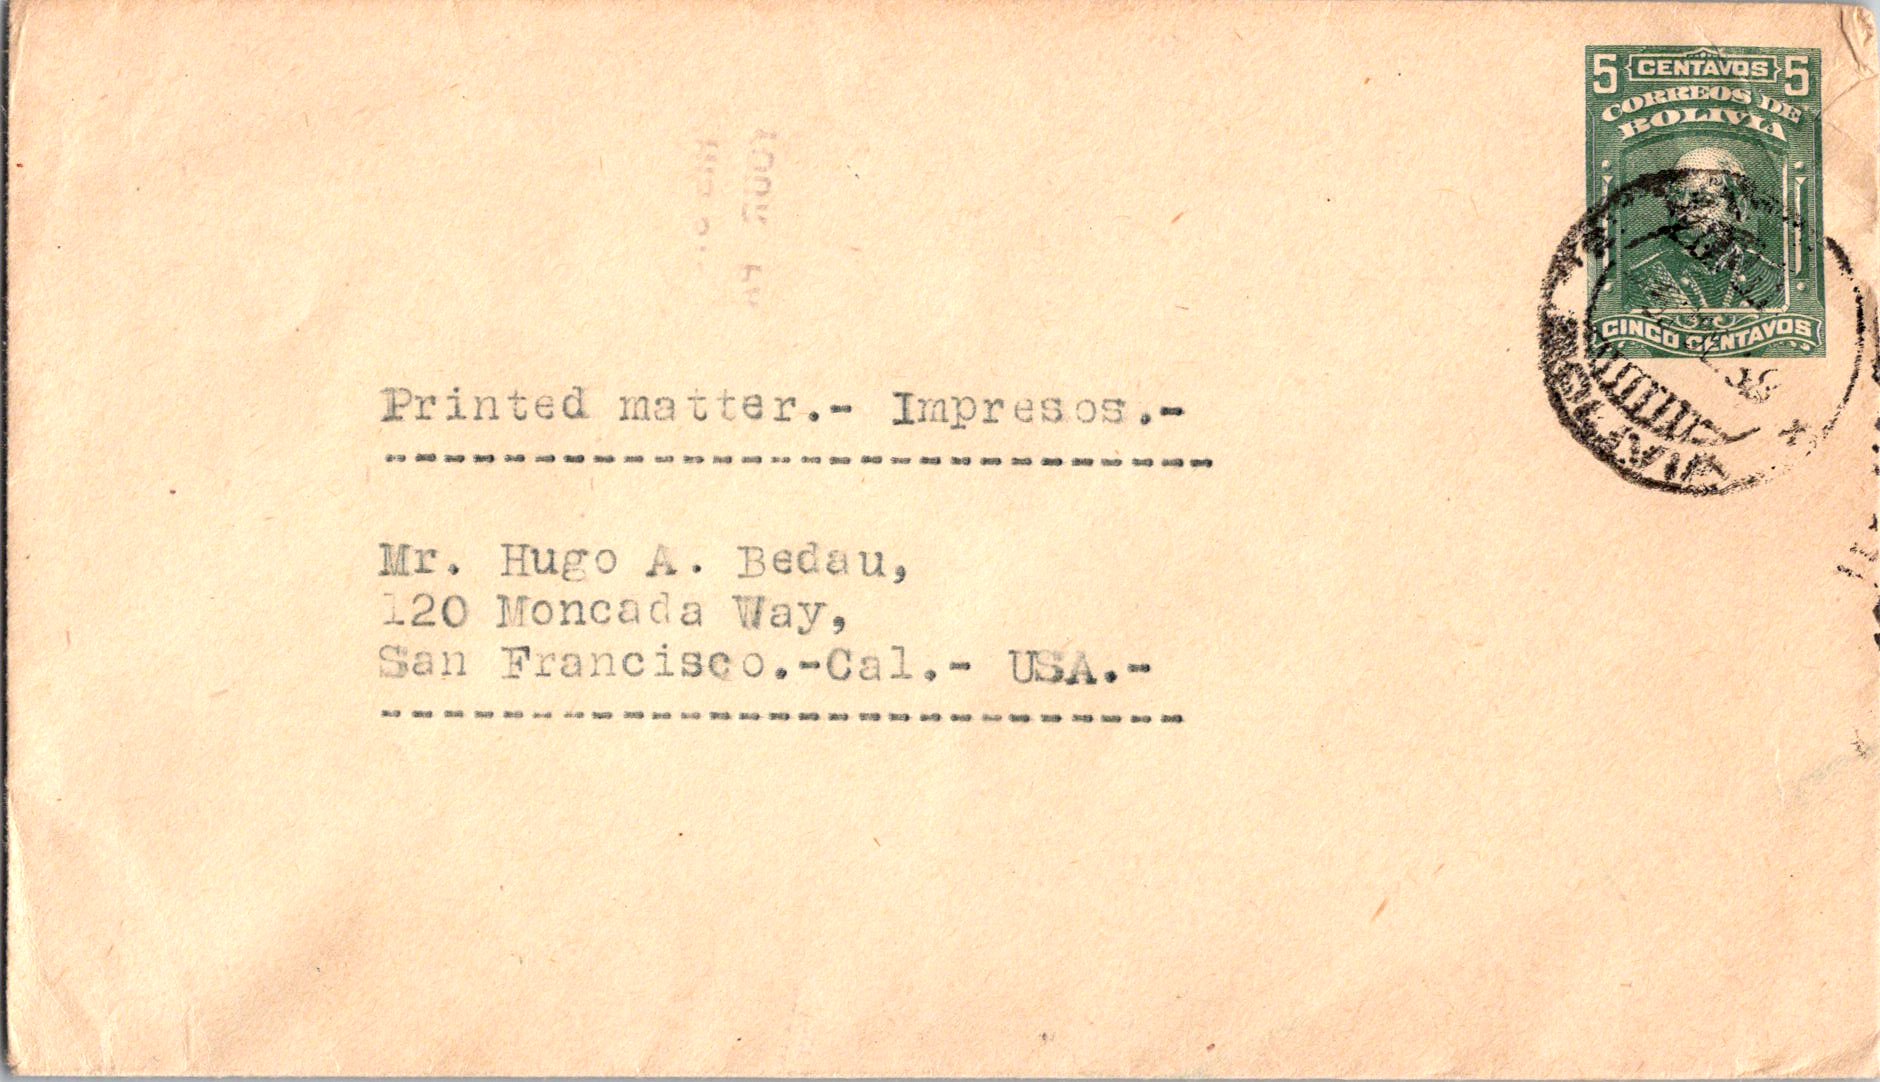 5 CENTAVOS 5
CORREOS DE
BOLIVIA
CINCO CENTAVOS
38
Printed matter.- Impresos.-
----------------------------
Mr. Hugo A. Bedau,
120 Moncada Way,
San Francisco.-Cal.- USA.-
---------------------------